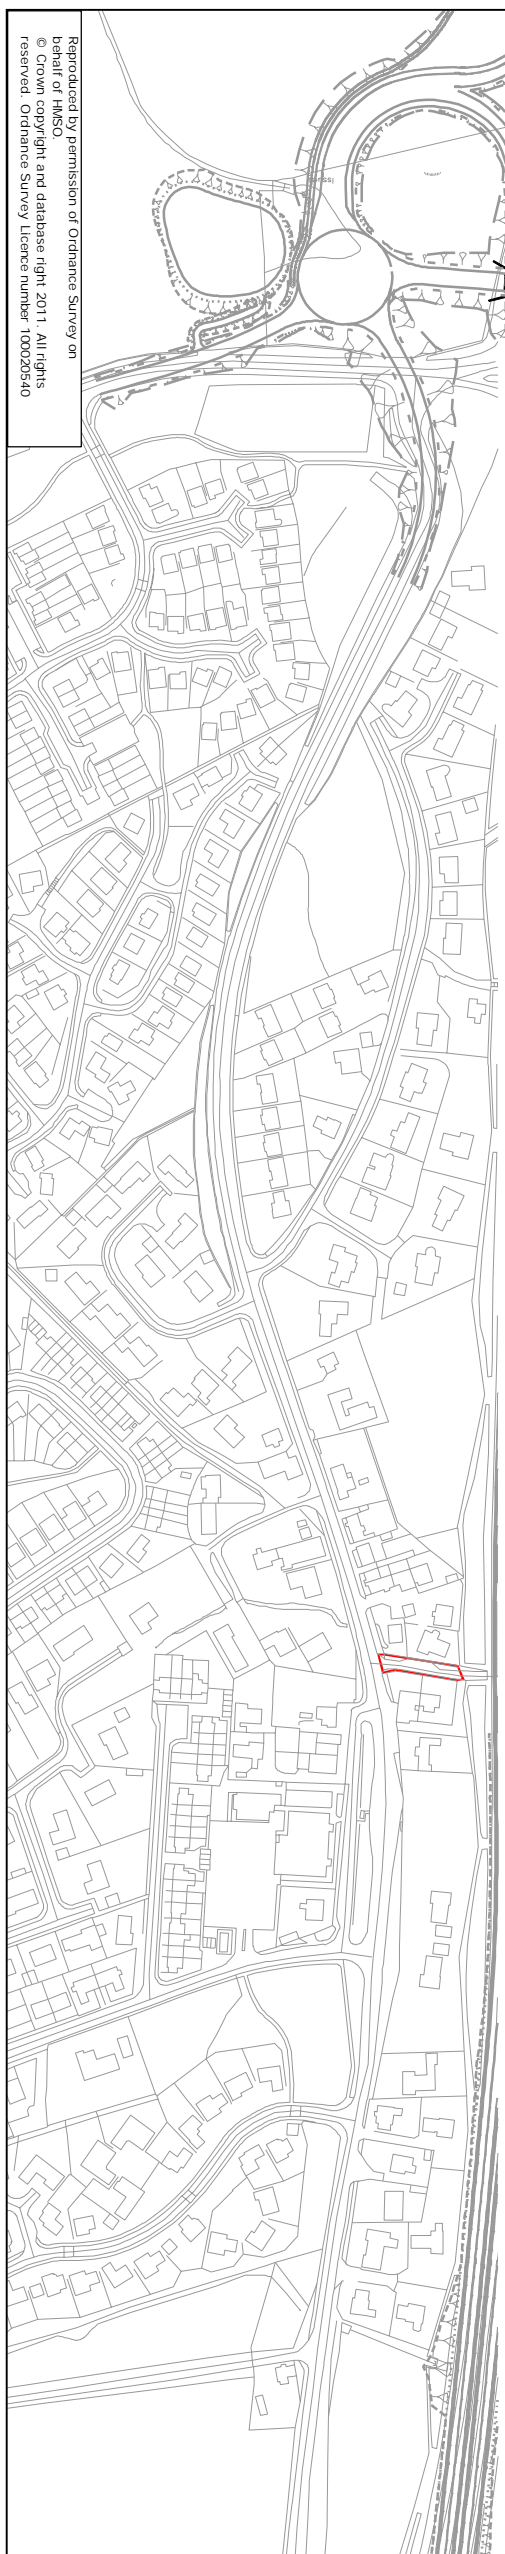 Reproduced by permission of Ordnance Survey on
behalf of HMSO.
© Crown copyright and database right 2011. All rights
reserved. Ordnance Survey Licence number 100020540